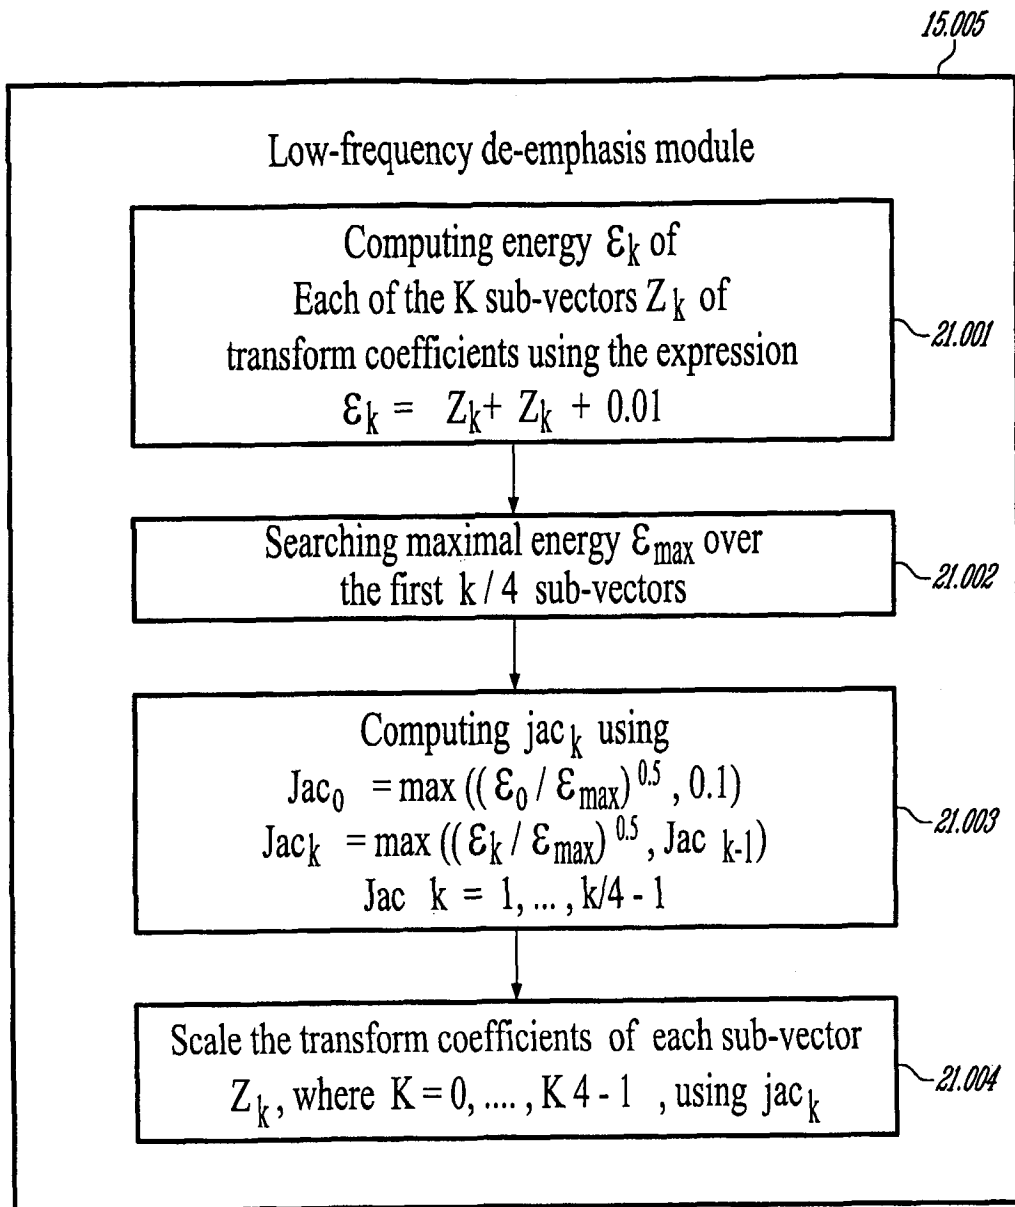 15.005
Low-frequency de-emphasis module
Computing energy Ɛk of
Each of the K sub-vectors Zk of
transform coefficients using the expression
Ɛk = Zk+ Zk + 0.01
21.001
Searching maximal energy Ɛmax over
the first k / 4 sub-vectors
21.002
Computing jack using
Jac0 = max (( Ɛ0 / Ɛmax) 0.5 , 0.1)
Jack = max (( Ɛk / Ɛmax) 0.5 , Jac k-1)
Jac k = 1, ... , k/4 - 1
21.003
Scale the transform coefficients of each sub-vector
Zk, where K = 0, .... , K 4 - 1 , using jack
21.004